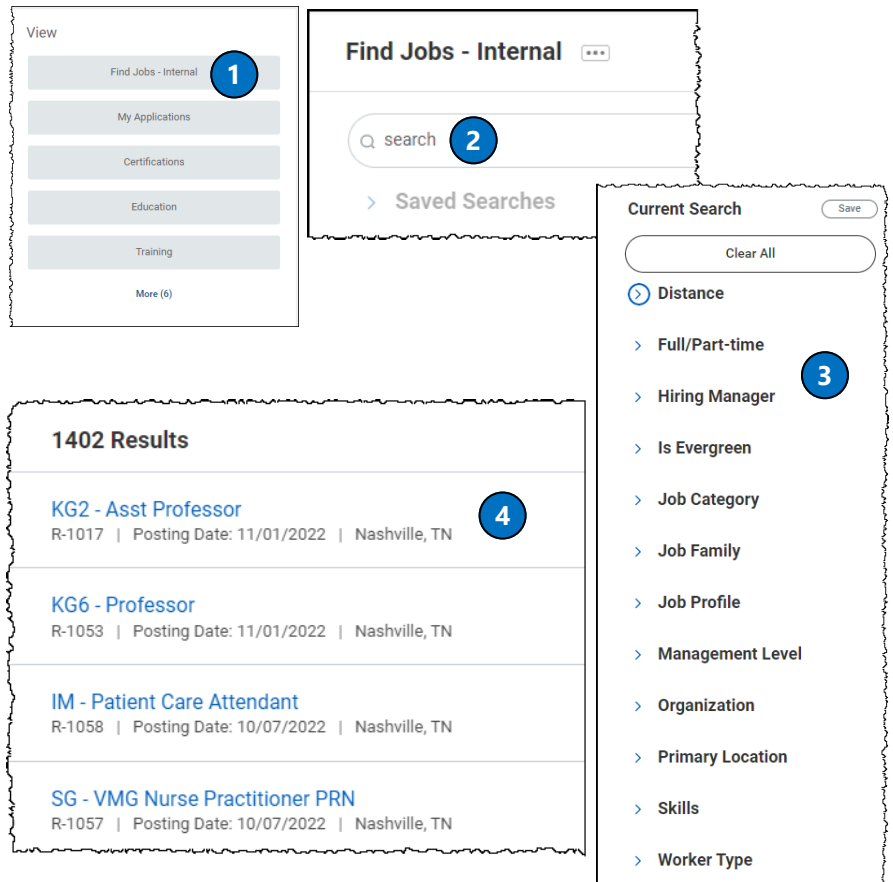 View
Find Jobs - Internal
1
My Applications
Certifications
Education
Training
More (6)
Find Jobs - Internal
search
2
Saved Searches
Current Search
Save
Clear All
Distance
Full/Part-time
3
Hiring Manager
Is Evergreen
Job Category
Job Family
Job Profile
Management Level
Organization
Primary Location
Skills
Worker Type
1402 Results
KG2 - Asst Professor
4
R-1017 | Posting Date: 11/01/2022 | Nashville, TN
KG6 - Professor
R-1053 | Posting Date: 11/01/2022 | Nashville, TN
IM - Patient Care Attendant
R-1058 | Posting Date: 10/07/2022 | Nashville, TN
SG - VMG Nurse Practitioner PRN
R-1057 | Posting Date: 10/07/2022 | Nashville, TN